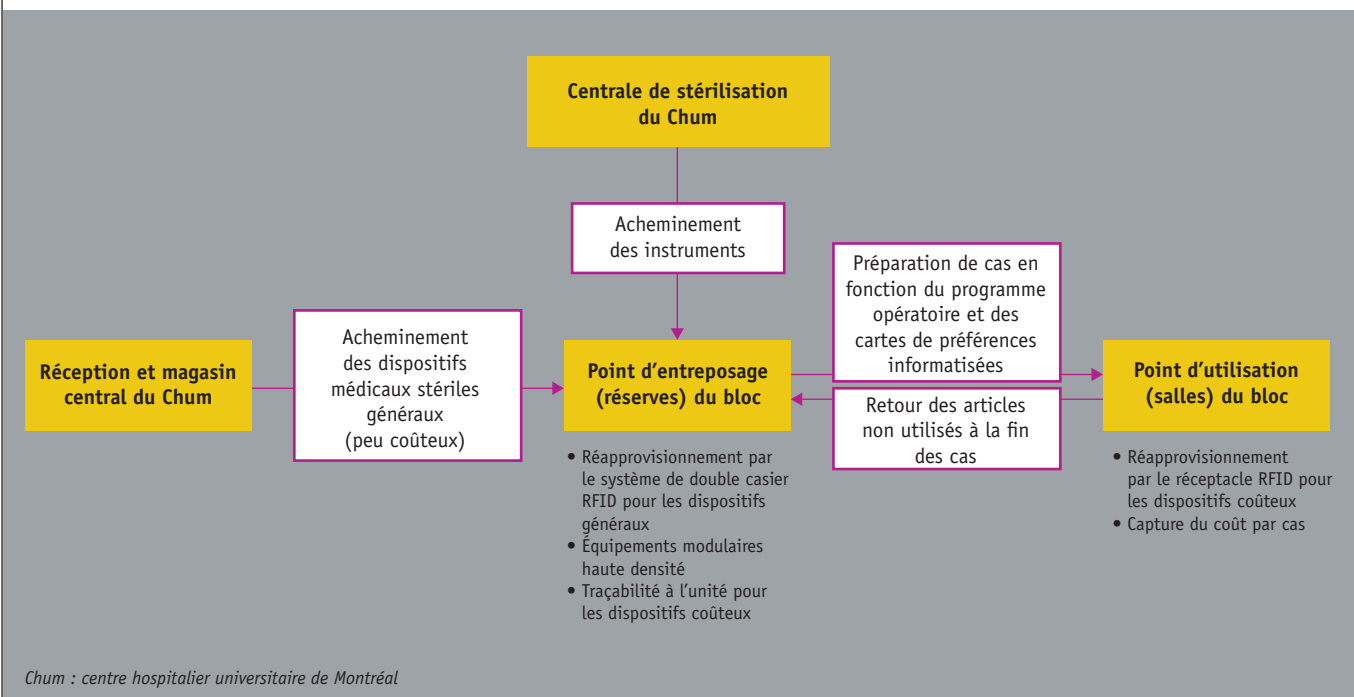 Centrale de stérilisation
du Chum
Acheminement
des instruments
Préparation de cas en
fonction du programme
opératoire et des
cartes de préférences
informatisées
Acheminement
des dispositifs
médicaux stériles
généraux
(peu coûteux)
Réception et magasin
central du Chum
Point d'entreposage
(réserves) du bloc
Point d'utilisation
(salles) du bloc
Retour des articles
non utilisés à la fin
des cas
• Réapprovisionnement par
le système de double casier
RFID pour les dispositifs
généraux
• Équipements modulaires
haute densité
• Traçabilité à l'unité pour
les dispositifs coûteux
• Réapprovisionnement
par le réceptacle RFID pour
les dispositifs coûteux
• Capture du coût par cas
Chum : centre hospitalier universitaire de Montréal